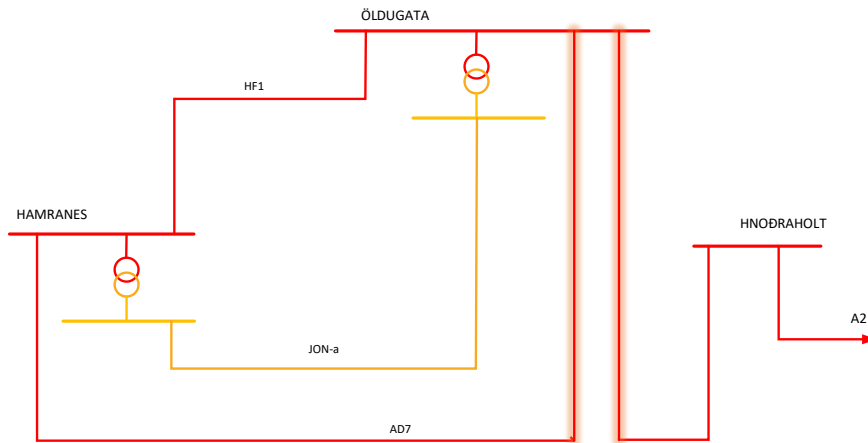 ÖLDUGATA
HF1
HAMRANES
HNOÐRAHOLT
A2
JON-a
AD7